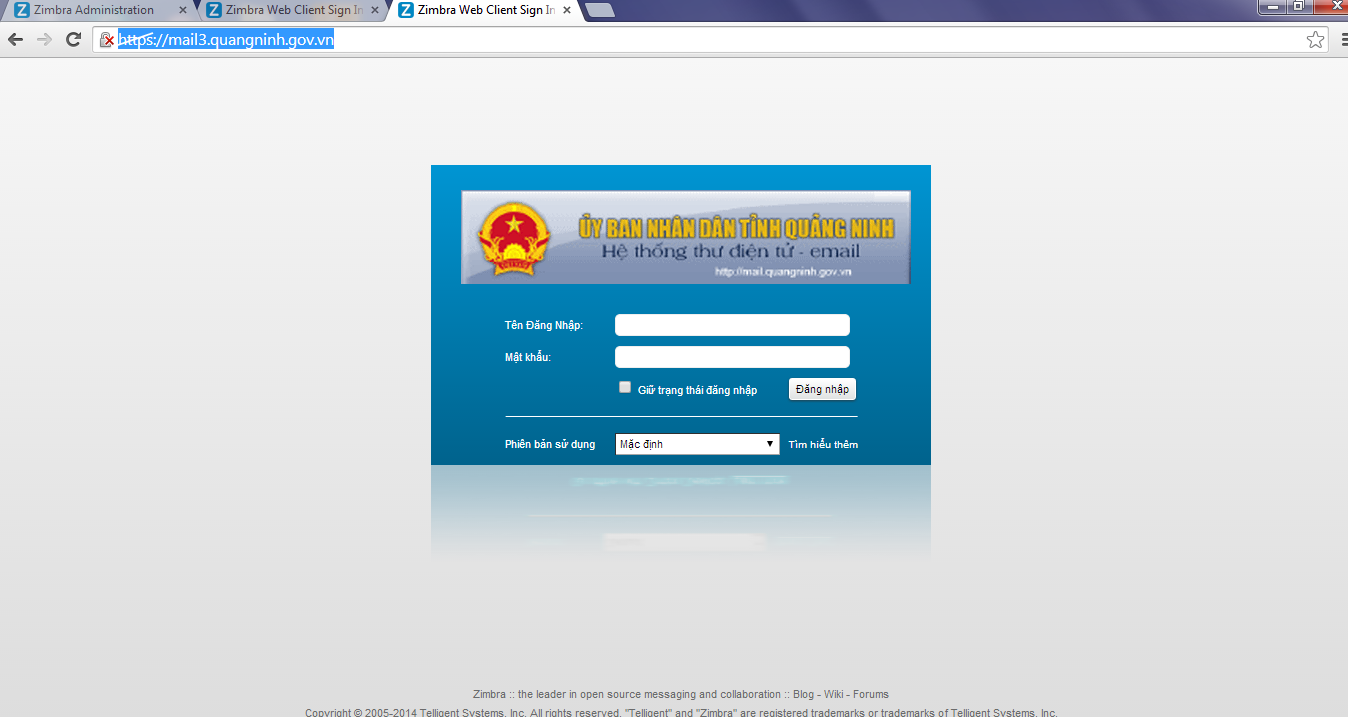 Zimbra Administration
Zimbra Web Client Sign In
Zimbra Web Client Sign In
https://mail3.quangninh.gov.vn
ỦY BAN NHÂN DÂN TỈNH QUẢNG NINH
Hệ thống thư điện tử - email
http://mail.quangninh.gov.vn
Tên Đăng Nhập:
Mật khẩu:
Giữ trạng thái đăng nhập
Đăng nhập
Phiên bản sử dụng
Mặc định
Tìm hiểu thêm
Zimbra :: the leader in open source messaging and collaboration :: Blog - Wiki - Forums
Copyright © 2005-2014 Telligent Systems, Inc. All rights reserved. "Telligent" and "Zimbra" are registered trademarks or trademarks of Telligent Systems, Inc.